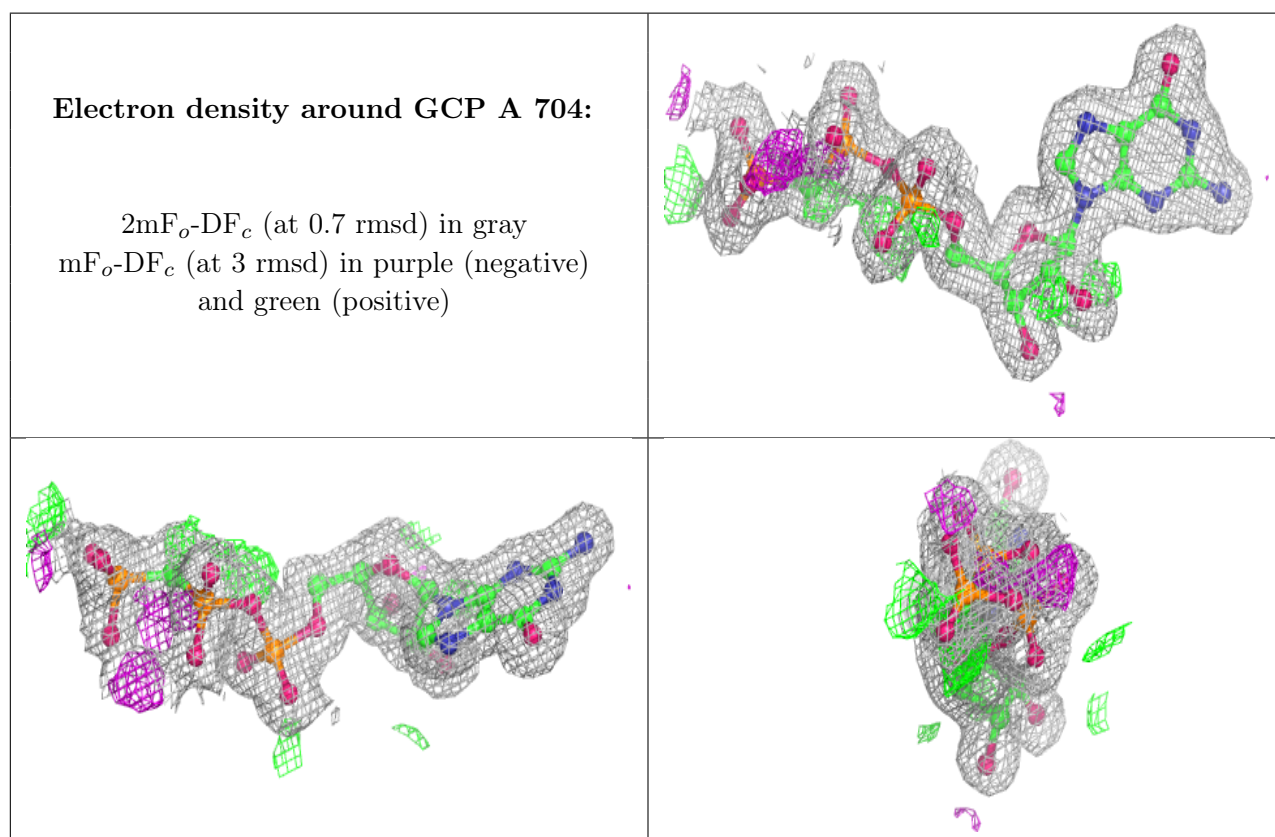 Electron density around GCP A 704:
2mFo-DFc (at 0.7 rmsd) in gray
mFo-DFc (at 3 rmsd) in purple (negative)
and green (positive)